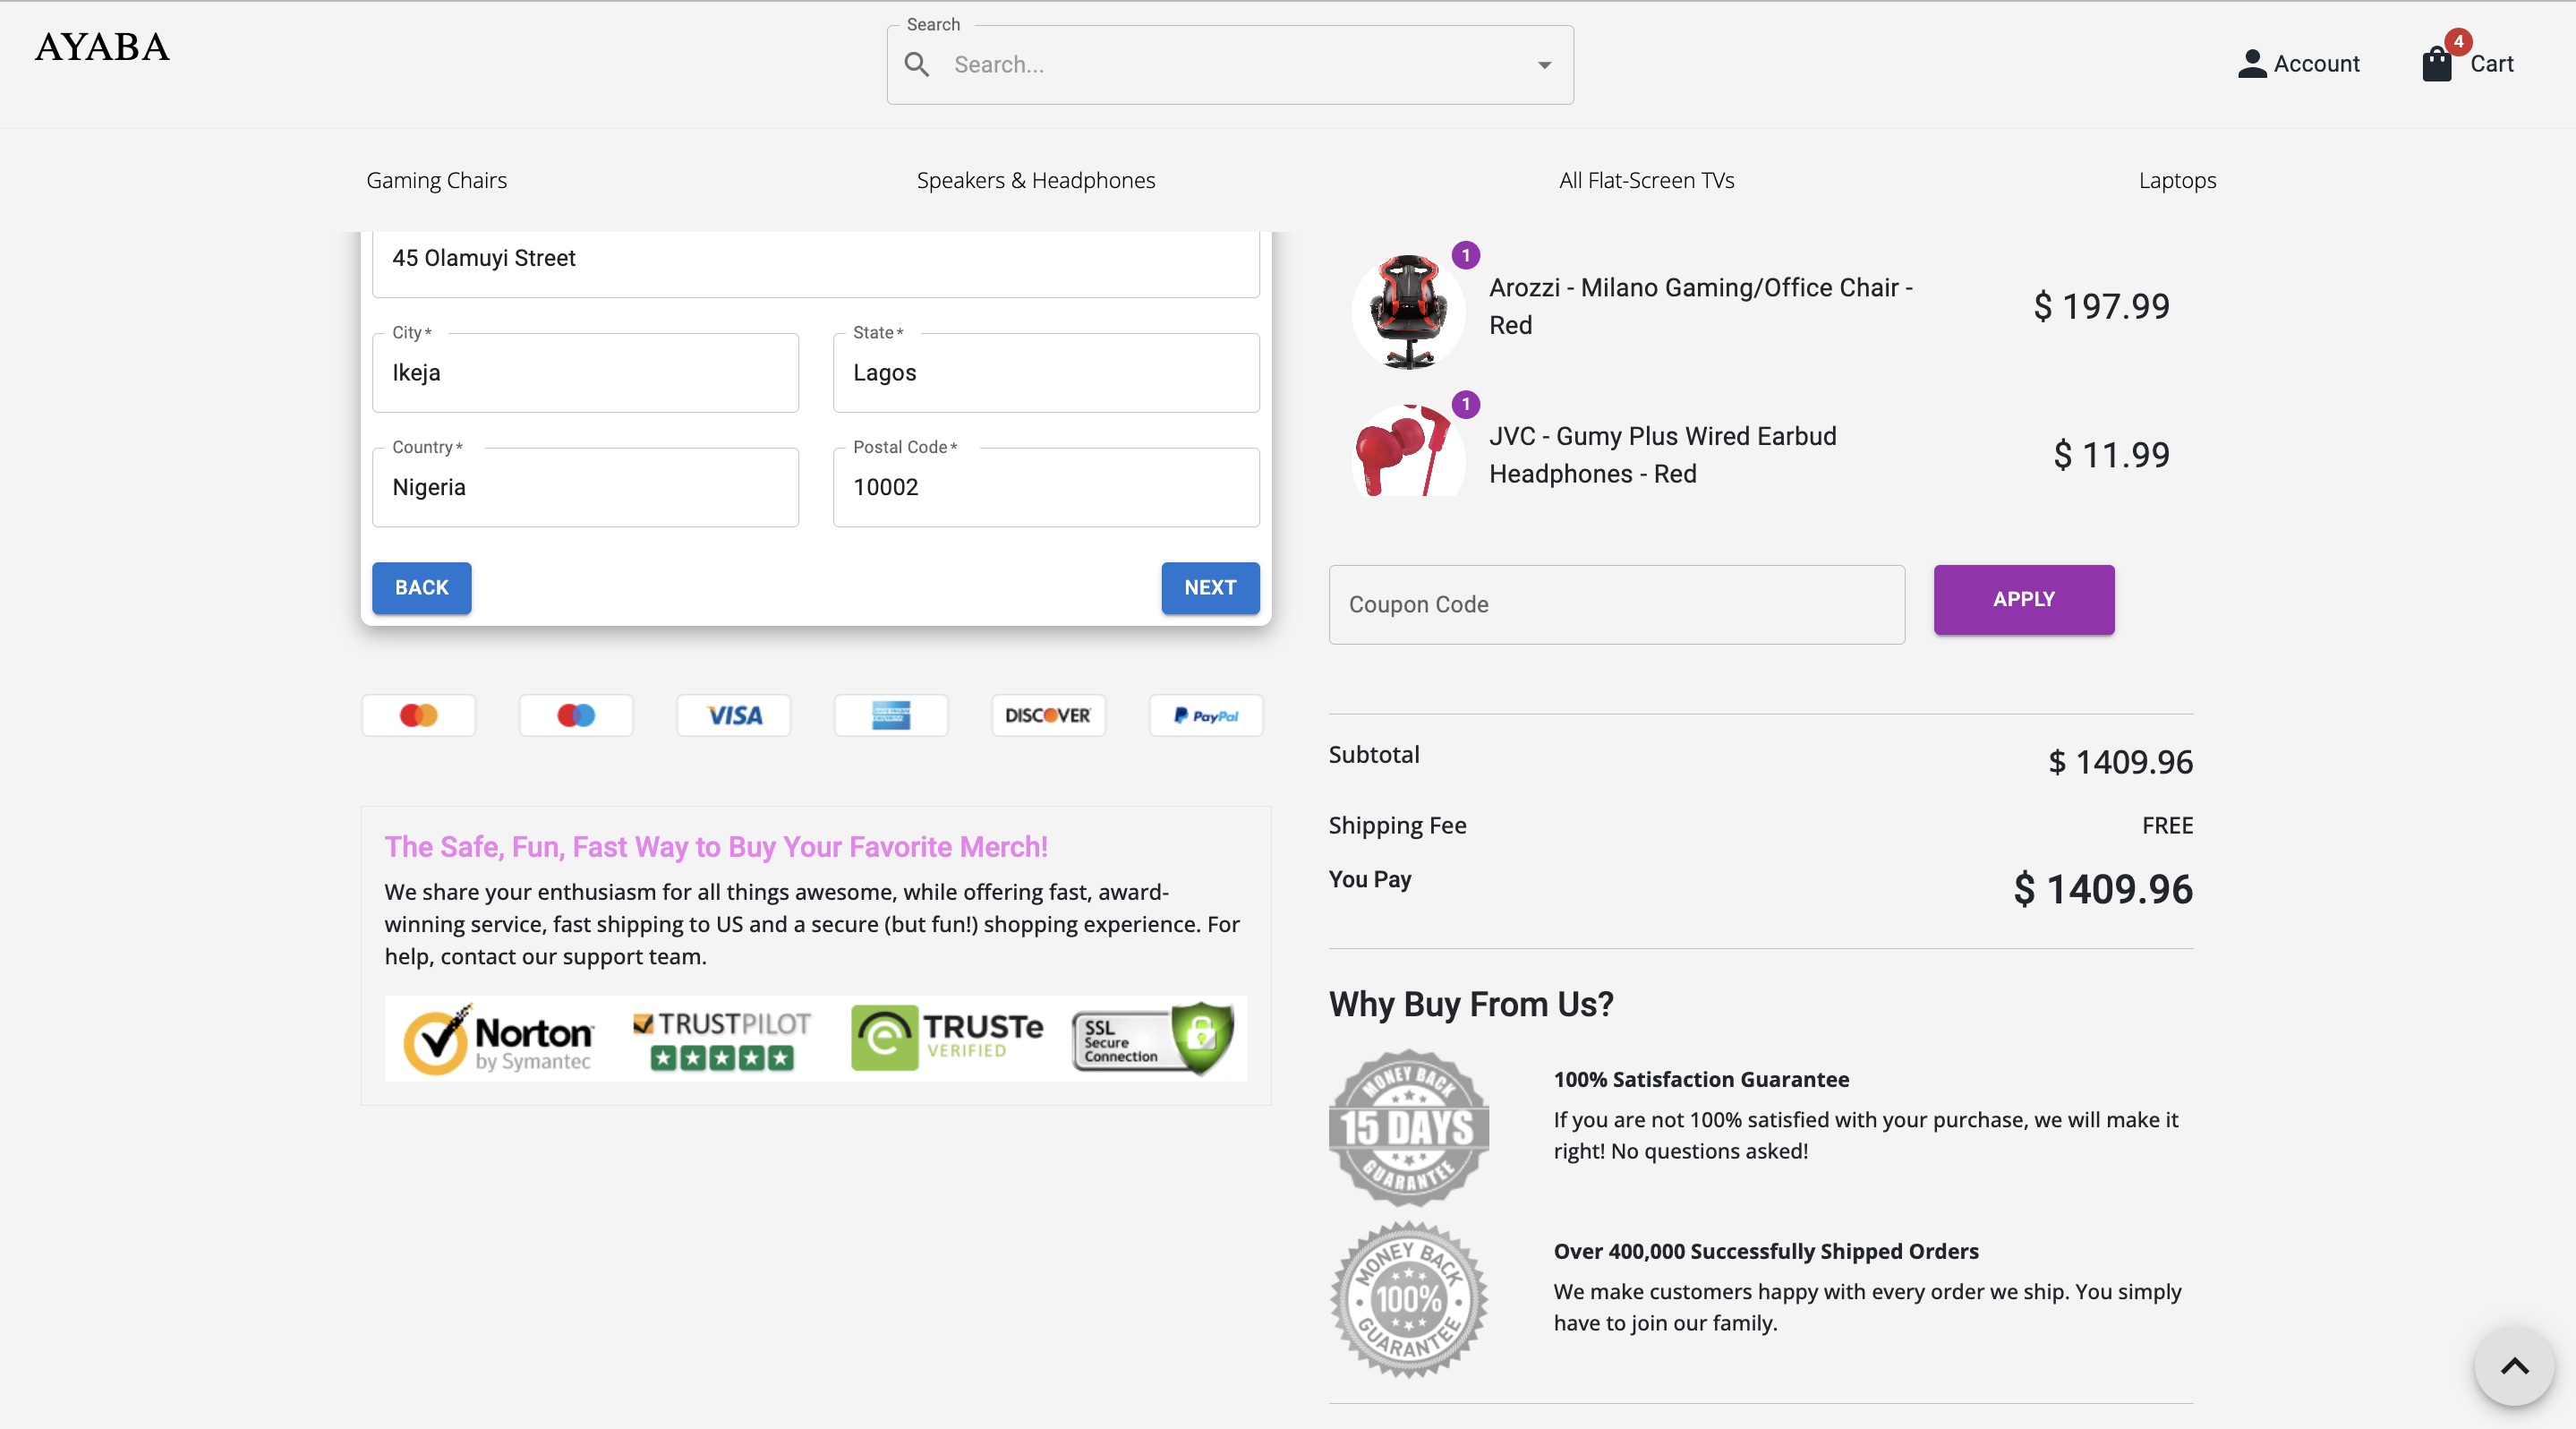 AYABA
Search
Search...
Account
4
Cart
Gaming Chairs
Speakers & Headphones
All Flat-Screen TVs
Laptops
45 Olamuyi Street
City *
Ikeja
State *
Lagos
Country *
Nigeria
Postal Code *
10002
BACK
NEXT
VISA
DISCOVER
PayPal
The Safe, Fun, Fast Way to Buy Your Favorite Merch!
We share your enthusiasm for all things awesome, while offering fast, award-
winning service, fast shipping to US and a secure (but fun!) shopping experience. For
help, contact our support team.
Norton
by Symantec
TRUSTPILOT
TRUSTe
VERIFIED
SSL
Secure
Connection
1
Arozzi - Milano Gaming/Office Chair -
Red
$ 197.99
1
JVC - Gumy Plus Wired Earbud
Headphones - Red
$ 11.99
Coupon Code
APPLY
Subtotal
$ 1409.96
Shipping Fee
FREE
You Pay
$ 1409.96
Why Buy From Us?
MONEY BACK
15 DAYS
GUARANTEE
100% Satisfaction Guarantee
If you are not 100% satisfied with your purchase, we will make it
right! No questions asked!
MONEY BACK
100%
GUARANTEE
Over 400,000 Successfully Shipped Orders
We make customers happy with every order we ship. You simply
have to join our family.